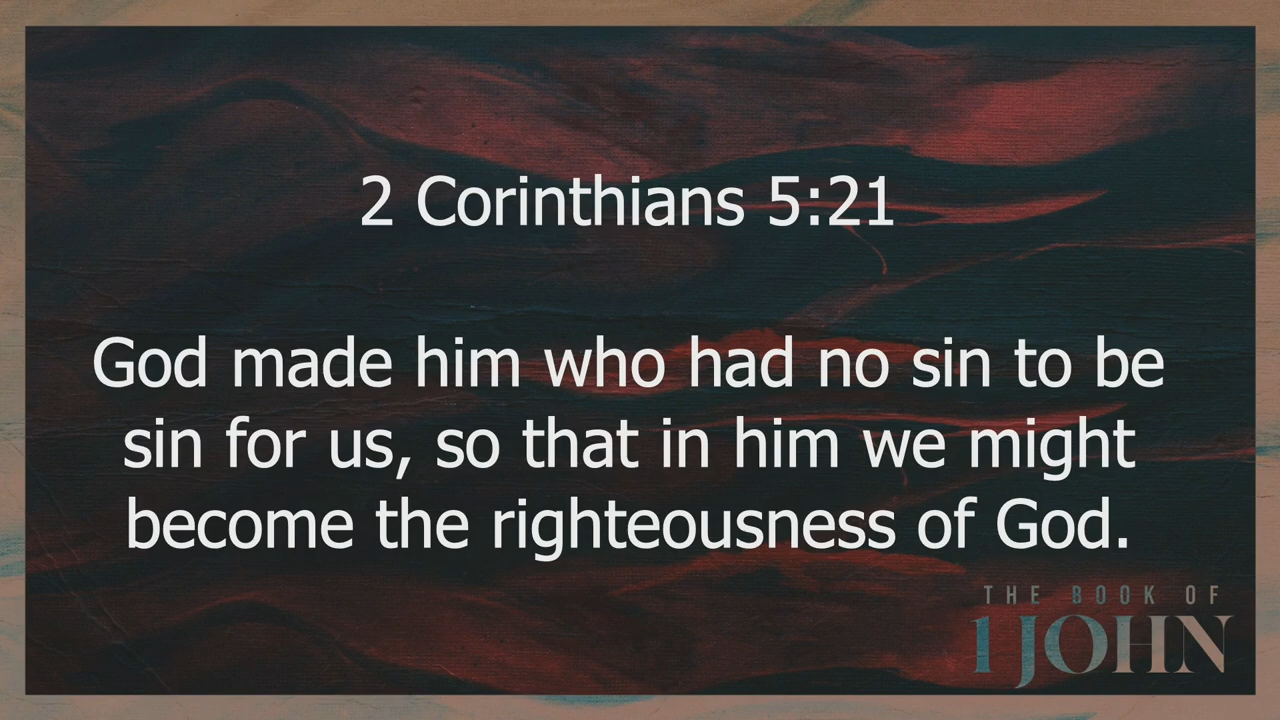 2 Corinthians 5:21
God made him who had no sin to be
sin for us, so that in him we might
become the righteousness of God.
THE BOOK OF
1 JOHN